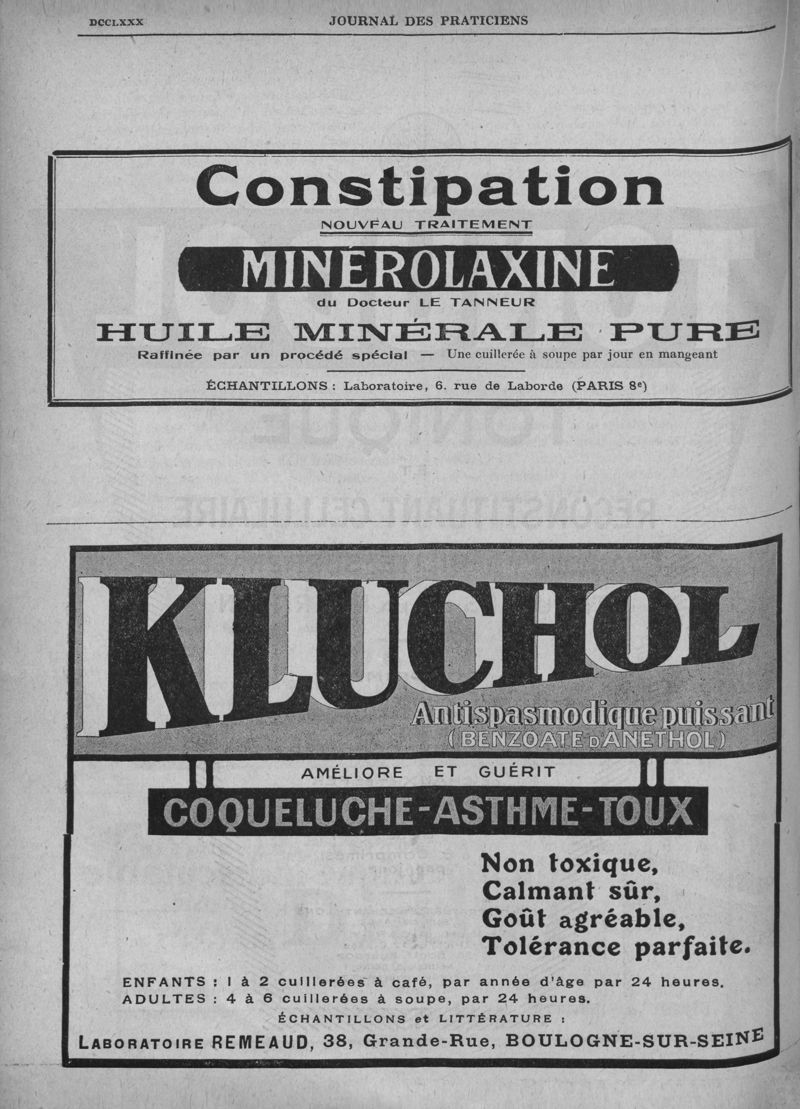 DCCLXXX JOURNAL DES PRATICIENS
Constipation
NOUVEAU TRAITEMENT
MINÉROLAXINE
du Docteur LE TANNEUR
HUILE MINÉRALE PURE
Raffinée par un procédé spécial — Une cuillerée à soupe par jour en mangeant
ÉCHANTILLONS : Laboratoire, 6. rue de Laborde (PARIS 8e)
TONIQUE
ET
RECONSTITUANT CELLULAIRE
KLUCHOL
Antispasmodique puissant
(BENZOATE D'ANETHOL)
AMÉLIORE ET GUÉRIT
COQUELUCHE-ASTHME-TOUX
Non toxique,
Calmant sûr,
Goût agréable,
Tolérance parfaite.
ENFANTS : 1 à 2 cuillerées à café, par année d'âge par 24 heures.
ADULTES : 4 à 6 cuillerées à soupe, par 24 heures.
ÉCHANTILLONS et LITTÉRATURE :
LABORATOIRE REMEAUD, 38, Grande-Rue, BOULOGNE-SUR-SEINE